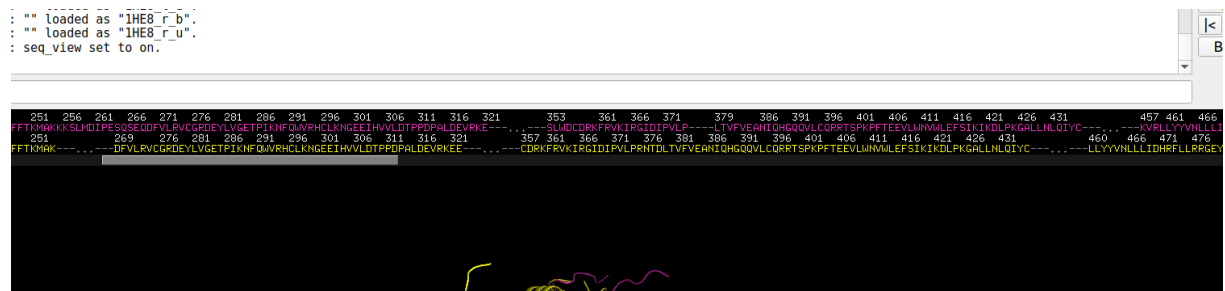 : "" loaded as "1HE8_r_b".
: "" loaded as "1HE8_r_u".
: seq_view set to on.
|<
B
251 256 261 266 271 276 281 286 291 296 301 306 311 316 321 353 361 366 371 379 386 391 396 401 406 411 416 421 426 431 457 461 466
FFTKMAKKKSLMDIPESQSEQDFVLRVCGRDEYLVGETPIKNFQWVRHCLKNGEEIHVVLDTPPDPALDEVRKE---...---SLWDCDRKFRVKIRGIDIPVLP----LTVFVEANIQHGQQVLCQRRTSPKPFTEEVLWNVWLEFSIKIKDLPKGALLNLQIYC---...---KVRLLYYVNLLLI
251 269 271 276 281 286 291 296 301 306 311 316 321 357 361 366 371 376 381 386 391 396 401 406 411 416 421 426 431 460 466 471 476
FFTKMAK---...---DFVLRVCGRDEYLVGETPIKNFQWVRHCLKNGEEIHVVLDTPPDPALDEVRKEE---...---CDRKFRVKIRGIDIPVLPRNTDLTVFVEANIQHGQQVLCQRRTSPKPFTEEVLWNVWLEFSIKIKDLPKGALLNLQIYC---...---LLYYVNLLLIDHRFLLRRGEY